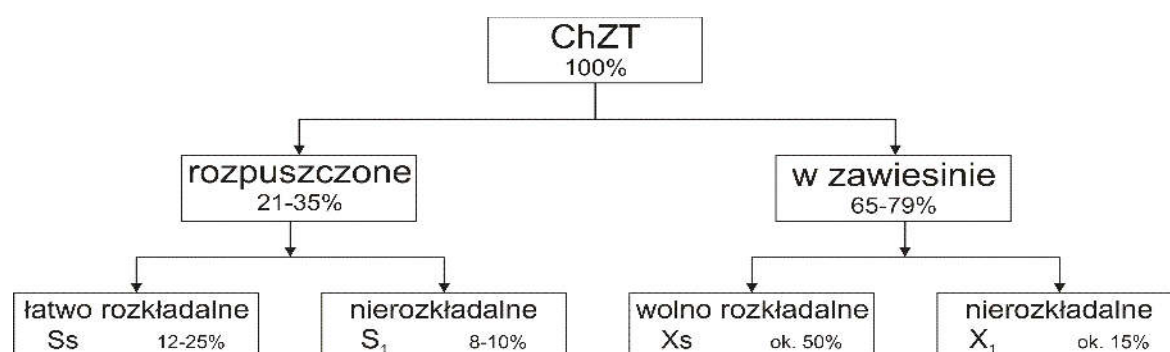 ChZT
100%
rozpuszczone
21-35%
w zawiesinie
65-79%
łatwo rozkładalne
Ss 12-25%
nierozkładalne
S₁ 8-10%
wolno rozkładalne
Xs ok. 50%
nierozkładalne
X₁ ok. 15%